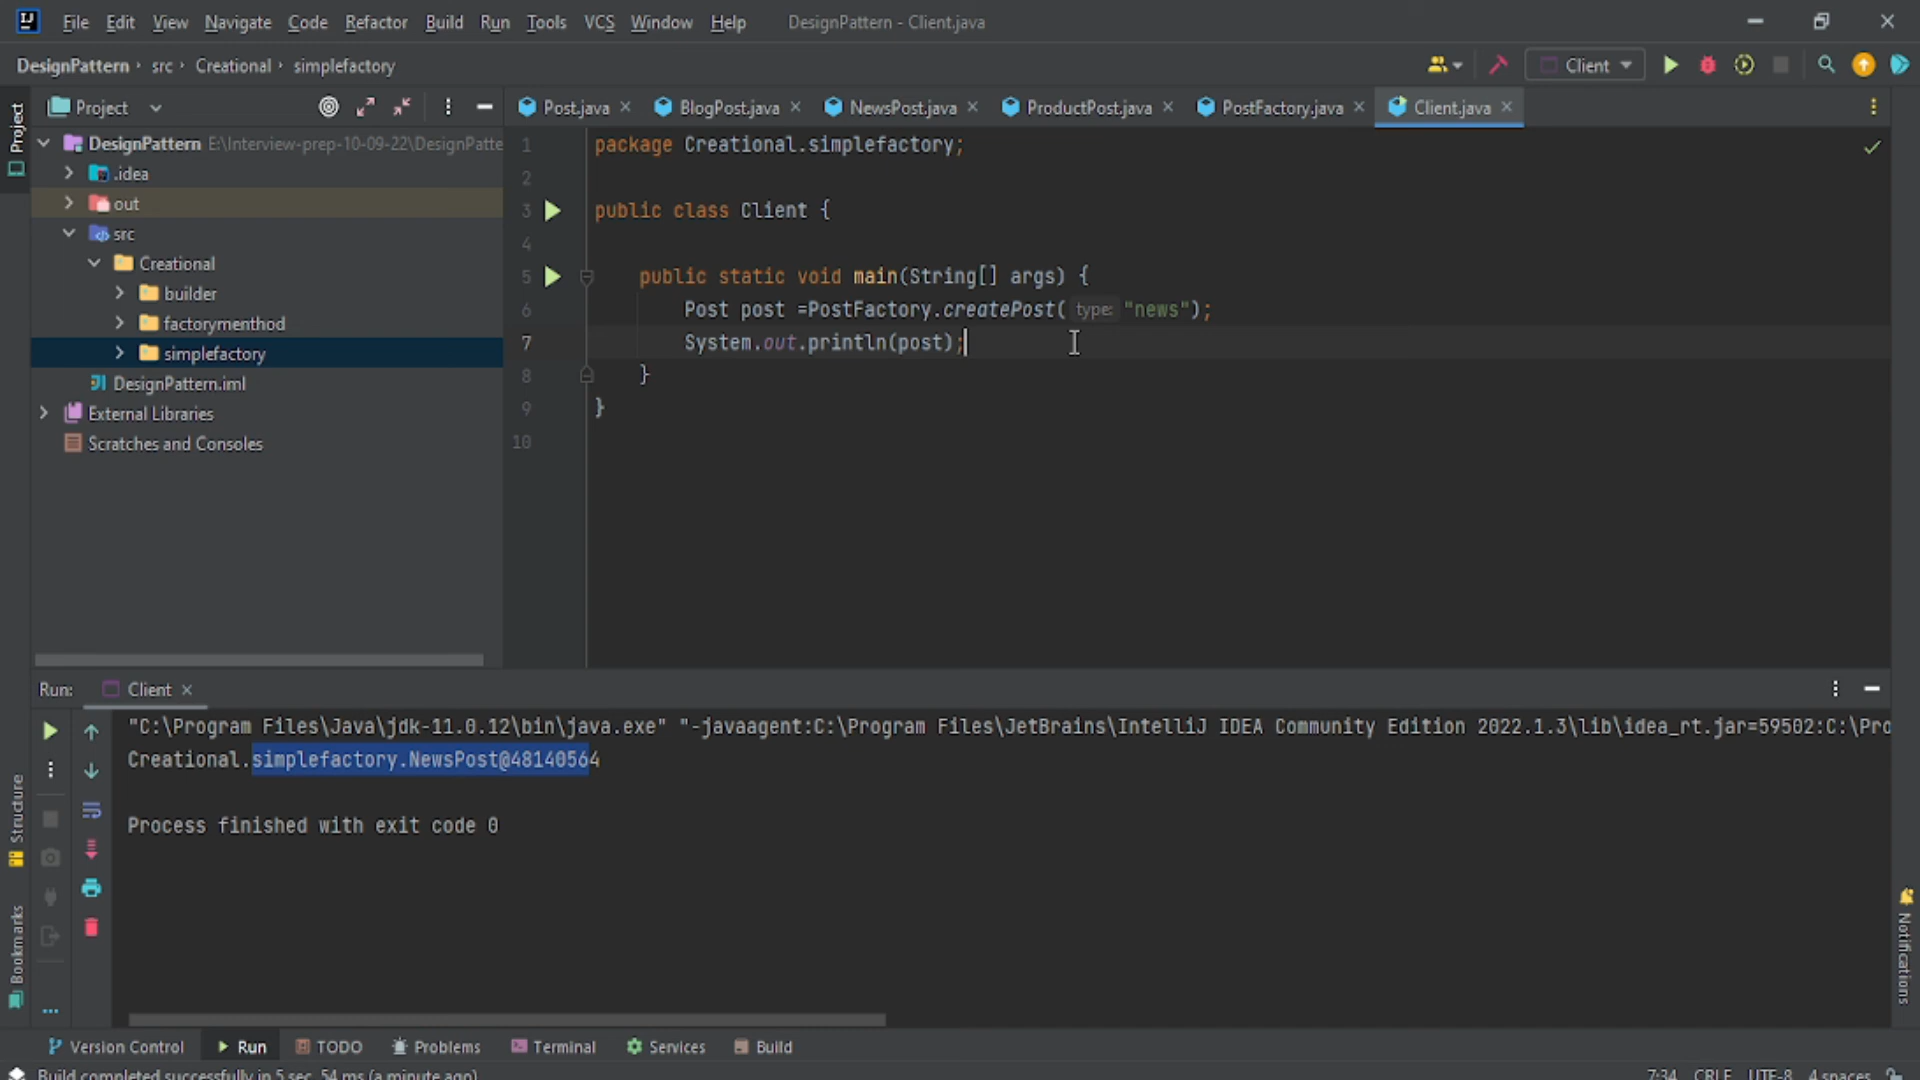 File Edit View Navigate Code Refactor Build Run Tools VCS Window Help DesignPattern - Client.java
DesignPattern › src › Creational › simplefactory
Client
Project
Post.java BlogPost.java NewsPost.java ProductPost.java PostFactory.java Client.java
Project
DesignPattern E:\Interview-prep-10-09-22\DesignPatte
.idea
out
src
Creational
builder
factorymenthod
simplefactory
DesignPattern.iml
External Libraries
Scratches and Consoles
1 package Creational.simplefactory;
2
3 public class Client {
4
5 public static void main(String[] args) {
6 Post post =PostFactory.createPost( type: "news");
7 System.out.println(post);
8 }
9 }
10
Run: Client
"C:\Program Files\Java\jdk-11.0.12\bin\java.exe" "-javaagent:C:\Program Files\JetBrains\IntelliJ IDEA Community Edition 2022.1.3\lib\idea_rt.jar=59502:C:\Pro
Creational.simplefactory.NewsPost@48140564
Process finished with exit code 0
Structure
Bookmarks
Notifications
Version Control Run TODO Problems Terminal Services Build
Build completed successfully in 5 sec, 54 ms (a minute ago)
7:34 CRLF UTF-8 4 spaces